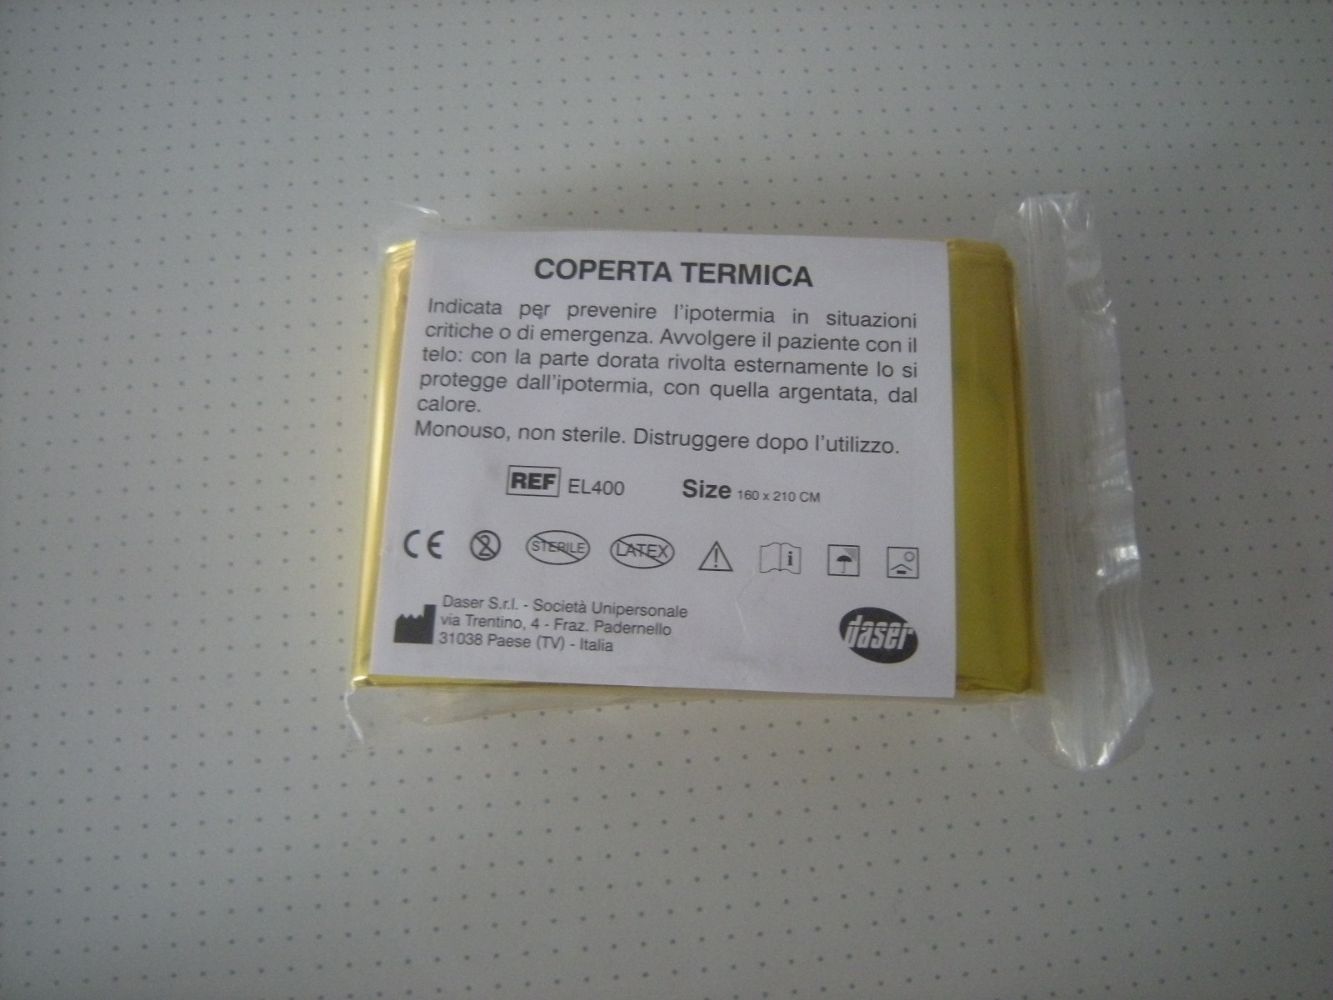 COPERTA TERMICA
Indicata per prevenire l'ipotermia in situazioni
critiche o di emergenza. Avvolgere il paziente con il
telo: con la parte dorata rivolta esternamente lo si
protegge dall'ipotermia, con quella argentata, dal
calore.
Monouso, non sterile. Distruggere dopo l'utilizzo.
REF EL400 Size 160 x 210 CM
CE 2 STERILE LATEX ! i
Daser S.r.l. - Società Unipersonale
via Trentino, 4 - Fraz. Padernello
31038 Paese (TV) - Italia
daser